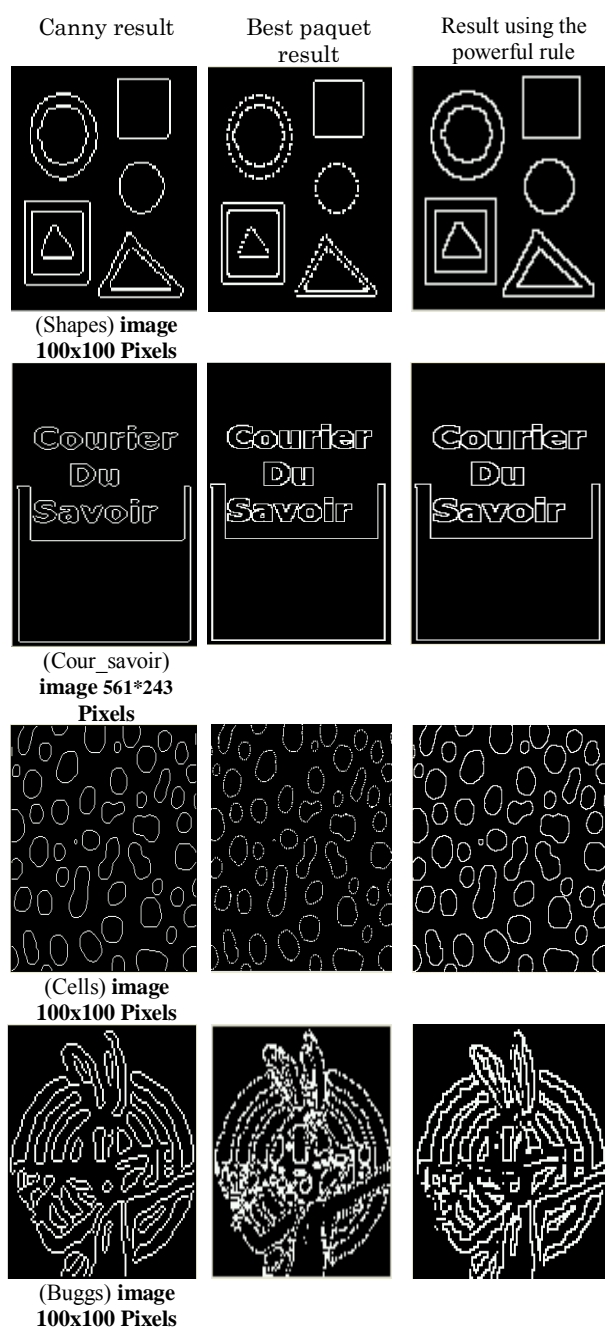 Canny result
Best paquet
result
Result using the
powerful rule
(Shapes) image
100x100 Pixels
Courier
Du
Savoir
Courier
Du
Savoir
Courier
Du
Savoir
(Cour_savoir)
image 561*243
Pixels
(Cells) image
100x100 Pixels
(Buggs) image
100x100 Pixels